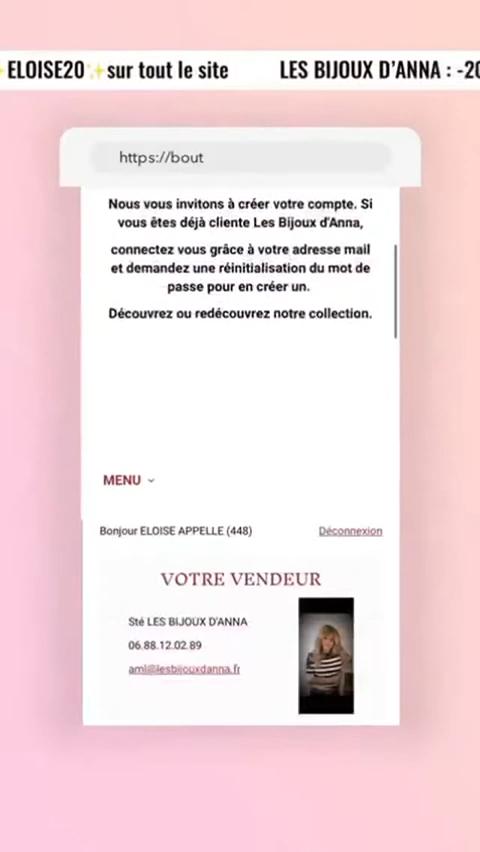 ELOISE20✨sur tout le site LES BIJOUX D’ANNA : -20
https://bout
Nous vous invitons à créer votre compte. Si
vous êtes déjà cliente Les Bijoux d'Anna,
connectez vous grâce à votre adresse mail
et demandez une réinitialisation du mot de
passe pour en créer un.
Découvrez ou redécouvrez notre collection.
MENU
Bonjour ELOISE APPELLE (448) Déconnexion
VOTRE VENDEUR
Sté LES BIJOUX D'ANNA
06.88.12.02.89
aml@lesbijouxdanna.fr